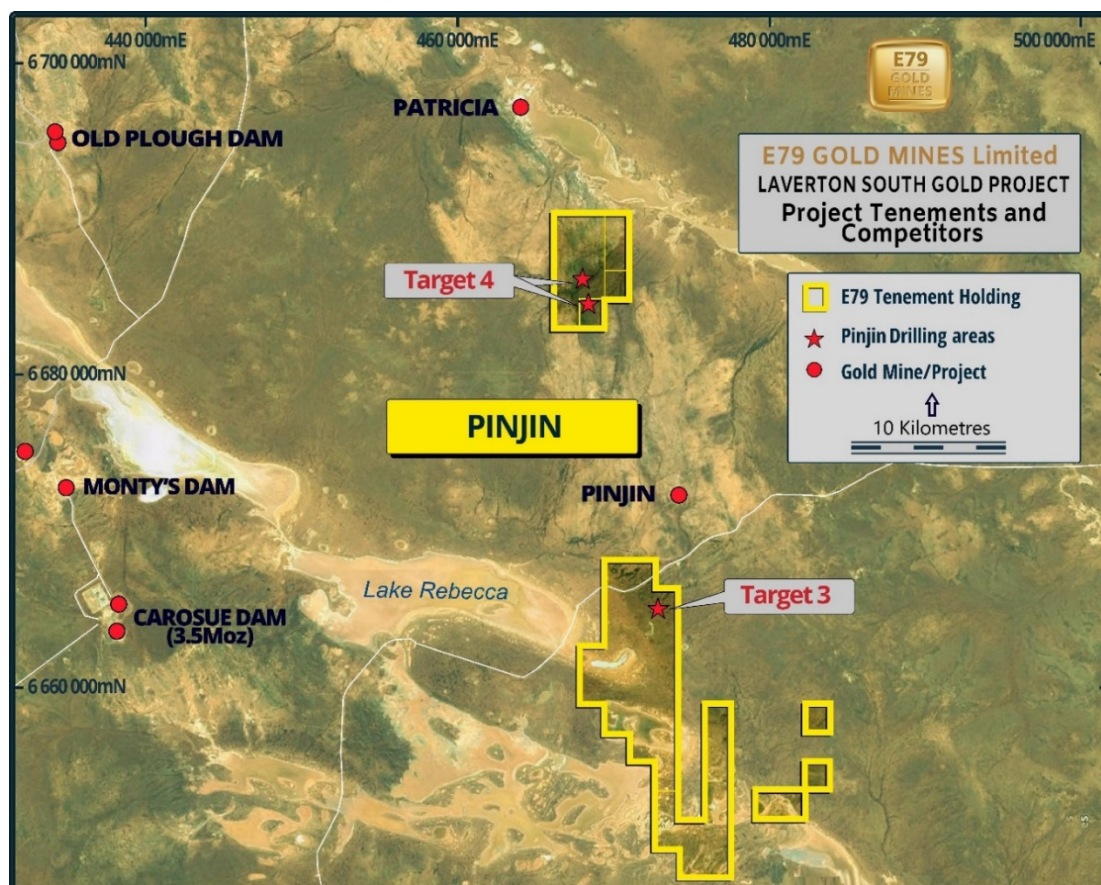 440 000mE
460 000mE
480 000mE
500 000mE
6 700 000mN
E79
GOLD
MINES
PATRICIA
OLD PLOUGH DAM
E79 GOLD MINES Limited
LAVERTON SOUTH GOLD PROJECT
Project Tenements and
Competitors
Target 4
E79 Tenement Holding
Pinjin Drilling areas
Gold Mine/Project
10 Kilometres
6 680 000mN
PINJIN
MONTY'S DAM
PINJIN
Lake Rebecca
Target 3
CAROSUE DAM
(3.5Moz)
6 660 000mN